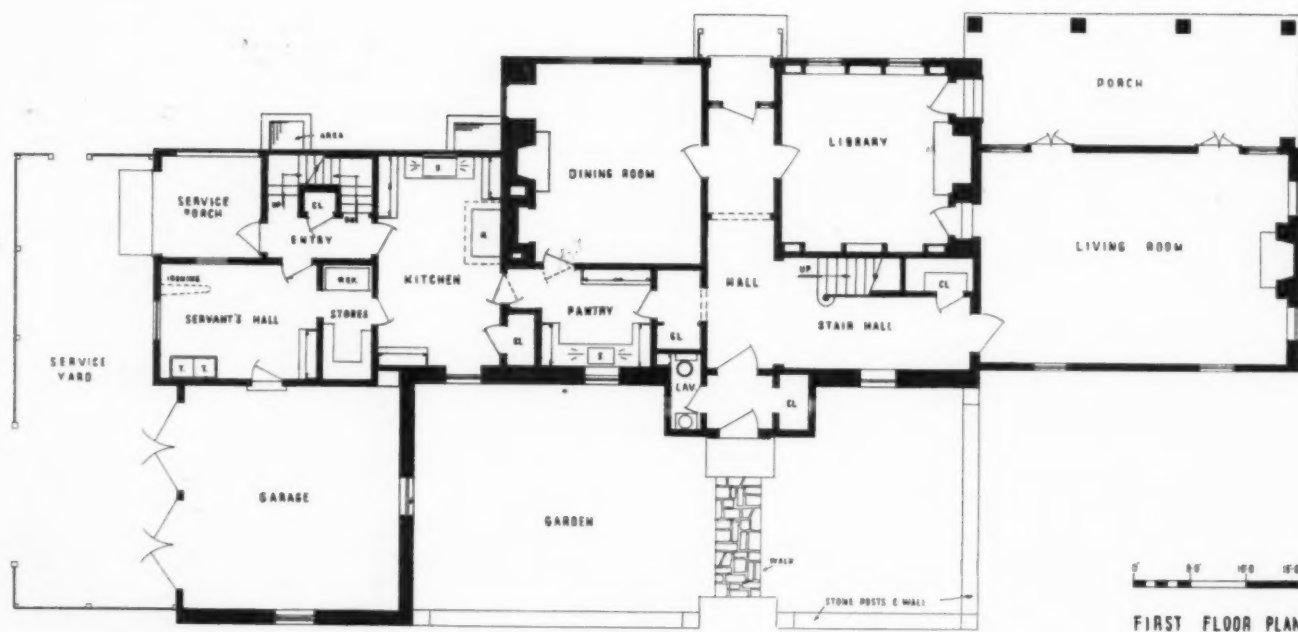 AREA
PORCH
LIBRARY
DINING ROOM
SERVICE
PORCH
UP
CL
DN.
ENTRY
LIVING ROOM
IRONING
REF.
KITCHEN
HALL
UP
CL
PANTRY
SERVANT'S HALL
STORES
STAIR HALL
CL
CL
S
SERVICE
YARD
T. T.
LAV.
CL
GARAGE
GARDEN
WALK
STONE POSTS & WALL
FIRST FLOOR PLAN